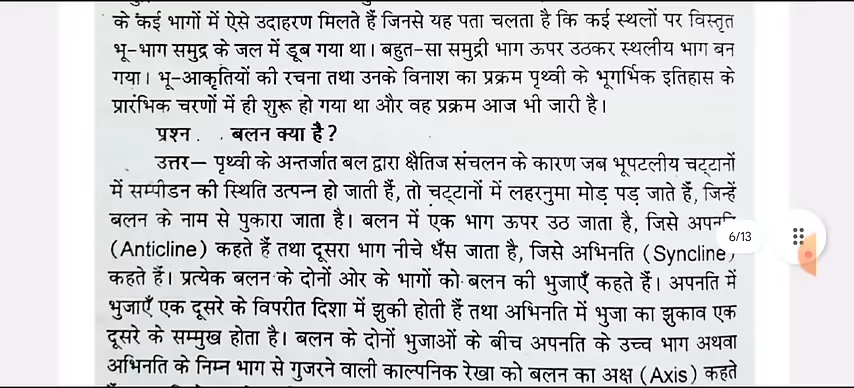 के कई भागों में ऐसे उदाहरण मिलते हैं जिनसे यह पता चलता है कि कई स्थलों पर विस्तृत
भू-भाग समुद्र के जल में डूब गया था। बहुत-सा समुद्री भाग ऊपर उठकर स्थलीय भाग बन
गया। भू-आकृतियों की रचना तथा उनके विनाश का प्रक्रम पृथ्वी के भूगर्भिक इतिहास के
प्रारंभिक चरणों में ही शुरू हो गया था और वह प्रक्रम आज भी जारी है।
प्रश्न . . बलन क्या है?
उत्तर— पृथ्वी के अन्तर्जात बल द्वारा क्षैतिज संचलन के कारण जब भूपटलीय चट्टानों
में सम्पीडन की स्थिति उत्पन्न हो जाती हैं, तो चट्टानों में लहरनुमा मोड़ पड़ जाते हैं, जिन्हें
बलन के नाम से पुकारा जाता है। बलन में एक भाग ऊपर उठ जाता है, जिसे
6/13
(Anticline) कहते हैं तथा दूसरा भाग नीचे धँस जाता है, जिसे अभिनति (Syncline)
कहते हैं। प्रत्येक बलन के दोनों ओर के भागों को बलन की भुजाएँ कहते हैं। अपनति में
भुजाएँ एक दूसरे के विपरीत दिशा में झुकी होती हैं तथा अभिनति में भुजा का झुकाव एक
दूसरे के सम्मुख होता है। बलन के दोनों भुजाओं के बीच अपनति के उच्च भाग अथवा
अभिनति के निम्न भाग से गुजरने वाली काल्पनिक रेखा को बलन का अक्ष (Axis) कहते